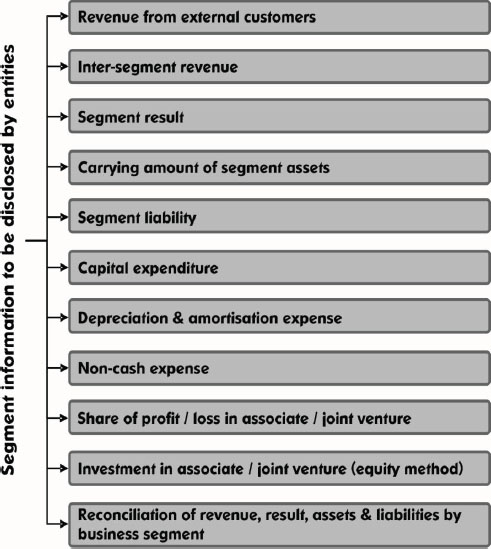 Segment information to be disclosed by entities
Revenue from external customers
Inter-segment revenue
Segment result
Carrying amount of segment assets
Segment liability
Capital expenditure
Depreciation & amortisation expense
Non-cash expense
Share of profit / loss in associate / joint venture
Investment in associate / joint venture (equity method)
Reconciliation of revenue, result, assets & liabilities by
business segment